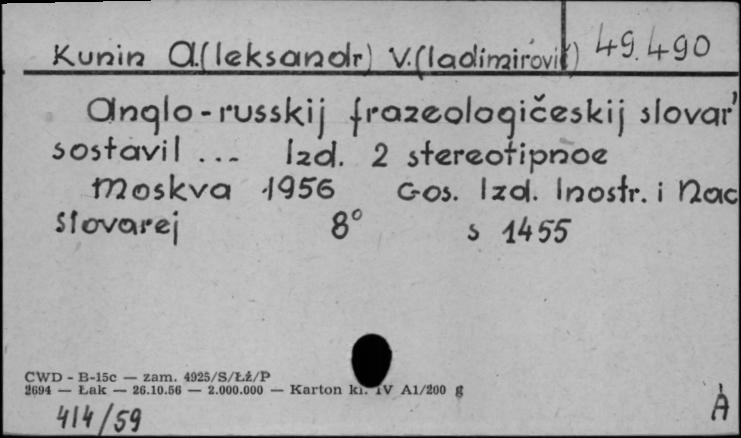 Kunin A.(leksandr) V.(ladimirovič) 49.490
Anglo-russkij frazeologičeskij slovar'
sostavil ... Izd. 2 stereotipnoe
Moskva 1956 Gos. Izd. Inostr. i Nac
slovarej 8° s 1455
CWD - B-15c — zam. 4925/S/Łź/P
2694 — Łak — 26.10.56 — 2.000.000 — Karton kl. IV A1/200 g
414/59
A